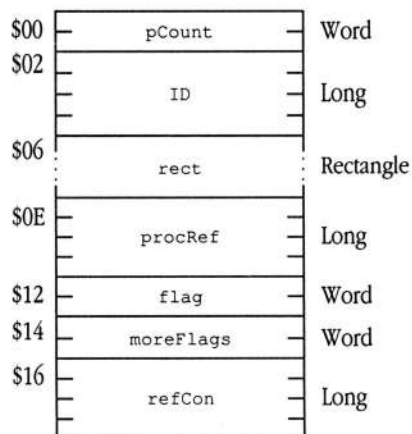 $00 pCount Word
$02
ID Long
$06
rect Rectangle
$0E
procRef Long
$12 flag Word
$14 moreFlags Word
$16
refCon Long